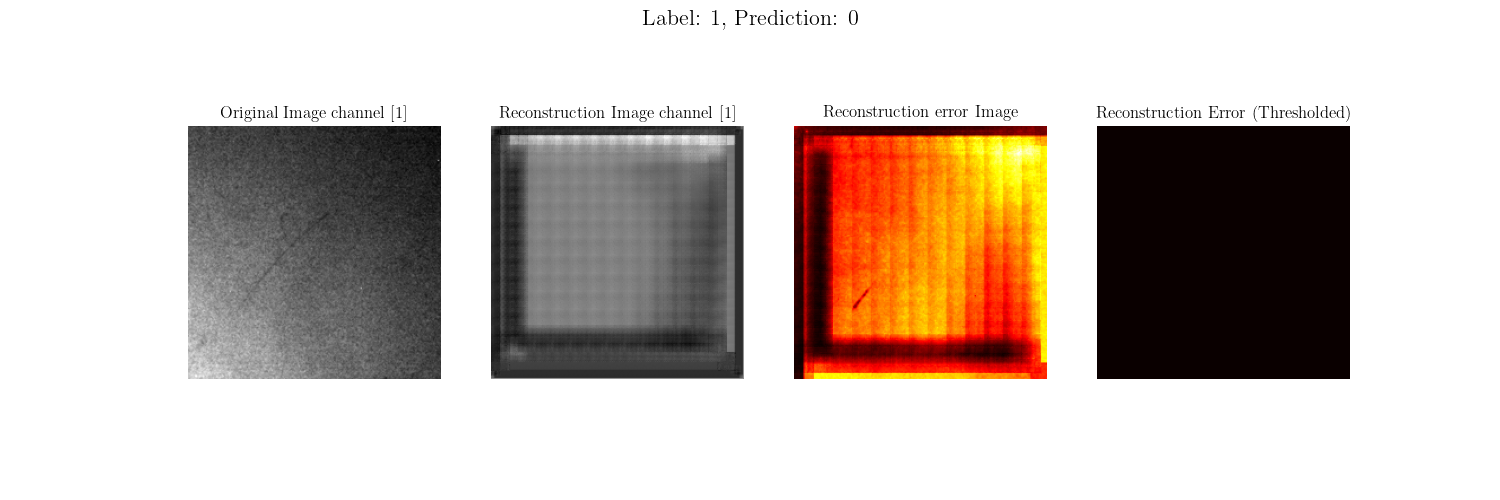 Label: 1, Prediction: 0
Original Image channel [1]
Reconstruction Image channel [1]
Reconstruction error Image
Reconstruction Error (Thresholded)